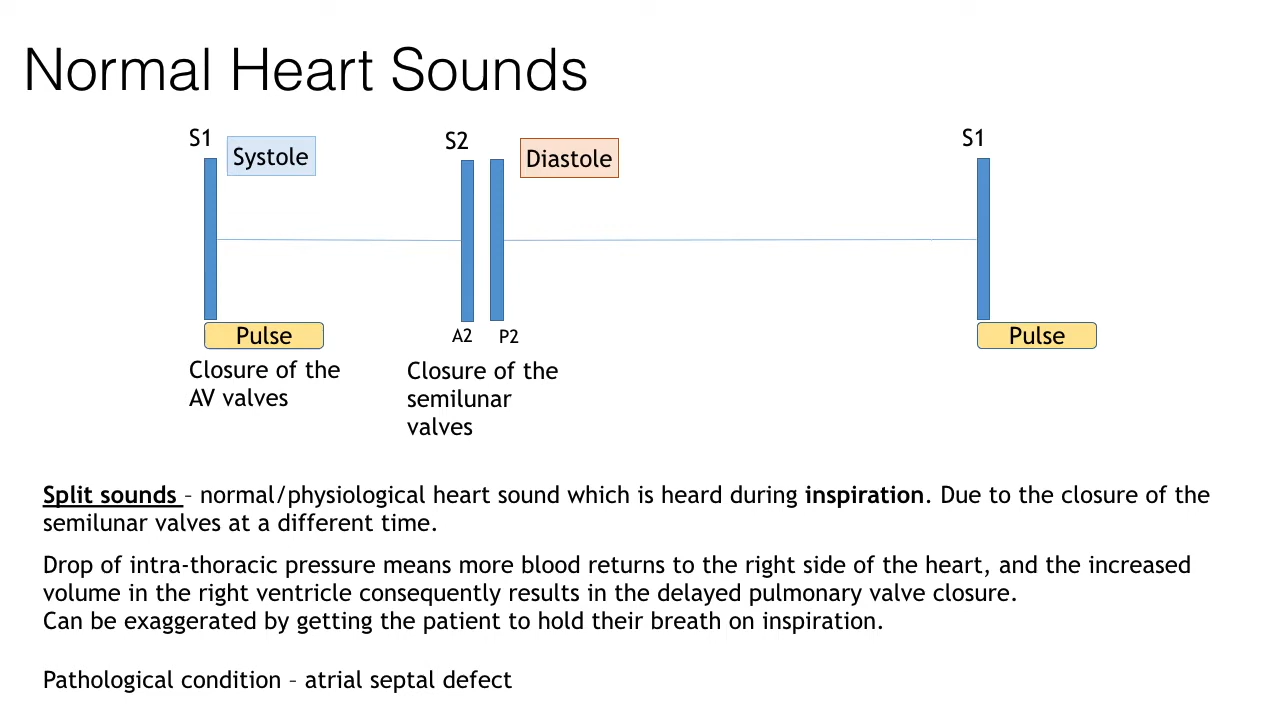 Normal Heart Sounds
S1
Systole
S2
Diastole
S1
Pulse
A2
P2
Pulse
Closure of the
AV valves
Closure of the
semilunar
valves
Split sounds – normal/physiological heart sound which is heard during inspiration. Due to the closure of the
semilunar valves at a different time.
Drop of intra-thoracic pressure means more blood returns to the right side of the heart, and the increased
volume in the right ventricle consequently results in the delayed pulmonary valve closure.
Can be exaggerated by getting the patient to hold their breath on inspiration.
Pathological condition – atrial septal defect